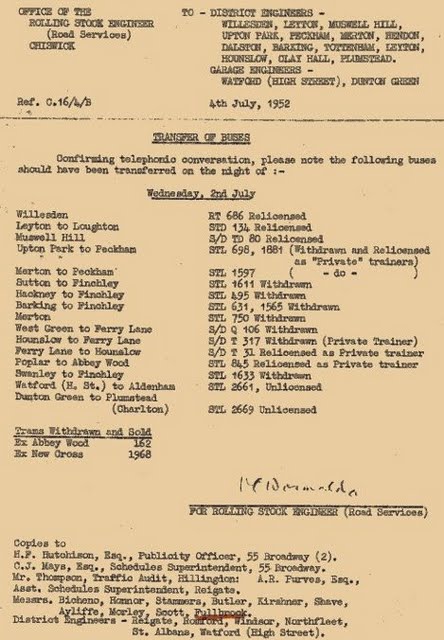 OFFICE OF THE
ROLLING STOCK ENGINEER
(Road Services)
CHISWICK
TO - DISTRICT ENGINEERS -
WILLESDEN, LEYTON, MUSWELL HILL,
UPTON PARK, PECKHAM, MERTON, HENDON,
DALSTON, BARKING, TOTTENHAM, LEYTON,
HOUNSLOW, CLAY HALL, PLUMSTEAD.
GARAGE ENGINEERS -
WATFORD (HIGH STREET), DUNTON GREEN
Ref. C.16/4/B
4th July, 1952
TRANSFER OF BUSES
Confirming telephonic conversation, please note the following buses
should have been transferred on the night of :-
Wednesday, 2nd July
Willesden RT 686 Relicensed
Leyton to Loughton STD 134 Relicensed
Muswell Hill S/D TD 80 Relicensed
Upton Park to Peckham STL 698, 1881 (Withdrawn and Relicensed
as "Private" trainers)
Merton to Peckham STL 1597 ( - do - )
Sutton to Finchley STL 1611 Withdrawn
Hackney to Finchley STL 495 Withdrawn
Barking to Finchley STL 631, 1565 Withdrawn
Merton STL 750 Withdrawn
West Green to Ferry Lane S/D Q 106 Withdrawn
Hounslow to Ferry Lane S/D T 317 Withdrawn (Private Trainer)
Ferry Lane to Hounslow S/D T 31 Relicensed as Private trainer
Poplar to Abbey Wood STL 845 Relicensed as Private trainer
Swanley to Finchley STL 1633 Withdrawn
Watford (H. St.) to Aldenham STL 2661, Unlicensed
Dunton Green to Plumstead
(Charlton) STL 2669 Unlicensed
Trams Withdrawn and Sold
Ex Abbey Wood 162
Ex New Cross 1968
FOR ROLLING STOCK ENGINEER (Road Services)
Copies to
H.F. Hutchison, Esq., Publicity Officer, 55 Broadway (2).
C.J. Mays, Esq., Schedules Superintendent, 55 Broadway.
Mr. Thompson, Traffic Audit, Hillingdon: A.R. Purves, Esq.,
Asst. Schedules Superintendent, Reigate.
Messrs. Bicheno, Honnor, Stammers, Butler, Kirshner, Shave,
Ayliffe, Morley, Scott, Fullbrook.
District Engineers - Reigate, Romford, Windsor, Northfleet,
St. Albans, Watford (High Street).